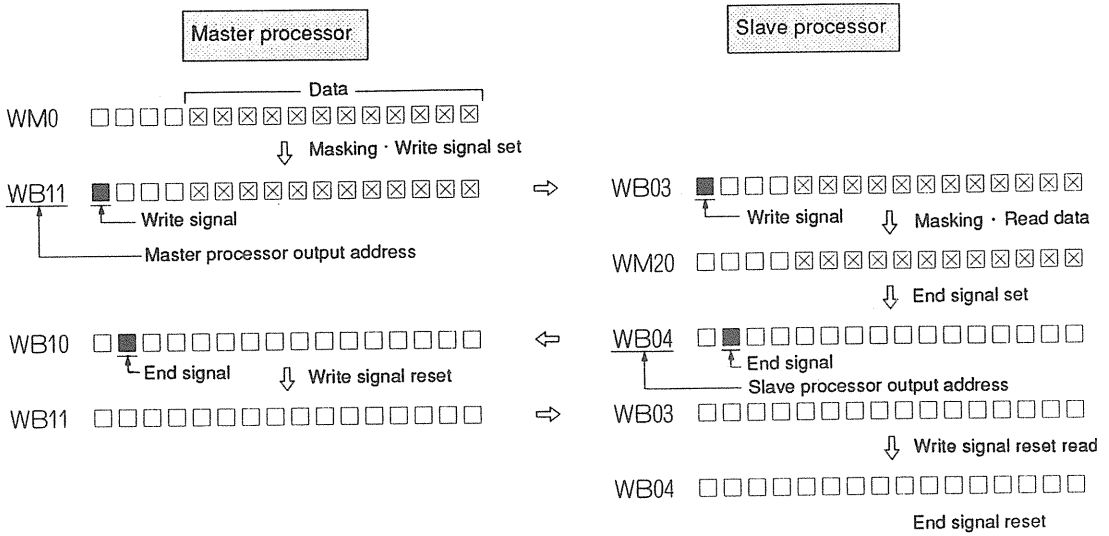 Master processor
Slave processor
Data
WM0
Masking · Write signal set
WB11
Write signal
Master processor output address
WB03
Write signal
Masking · Read data
WM20
End signal set
WB10
End signal
Write signal reset
WB04
End signal
Slave processor output address
WB11
WB03
Write signal reset read
WB04
End signal reset